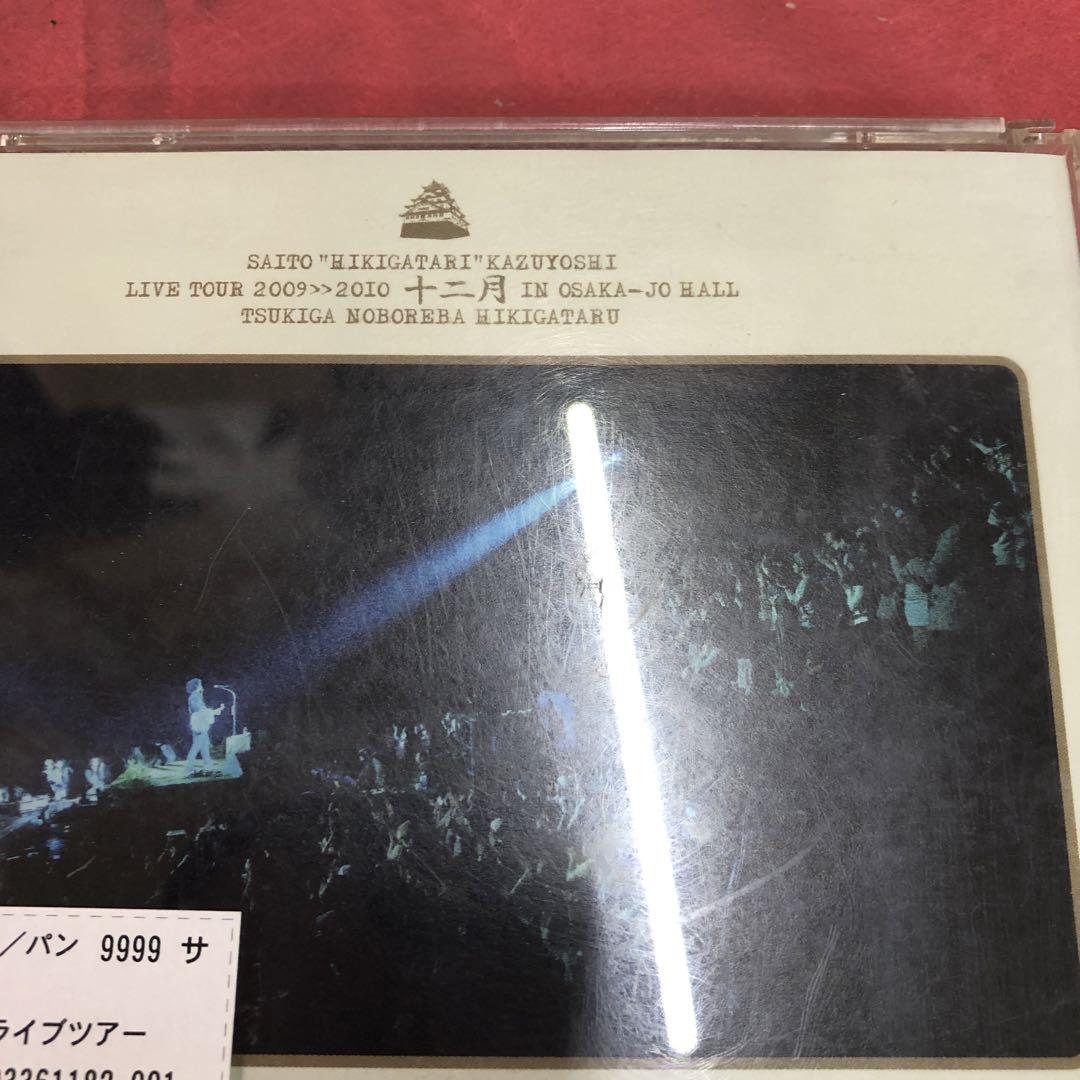 SAITO "HIKIGATARI" KAZUYOSHI
LIVE TOUR 2009>>2010 十二月 IN OSAKA-JO HALL
TSUKIGA NOBOREBA HIKIGATARU
／パン 9999 サ
ライブツアー